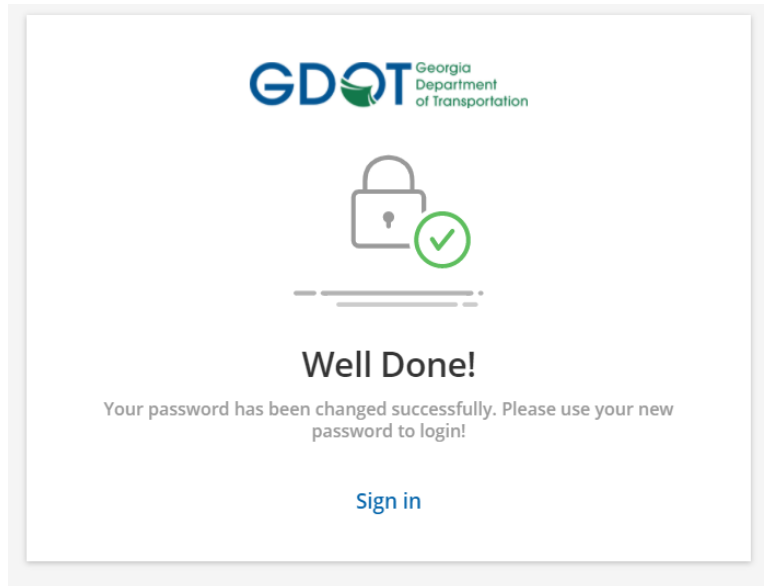 GDOT
Georgia
Department
of Transportation
Well Done!
Your password has been changed successfully. Please use your new
password to login!
Sign in